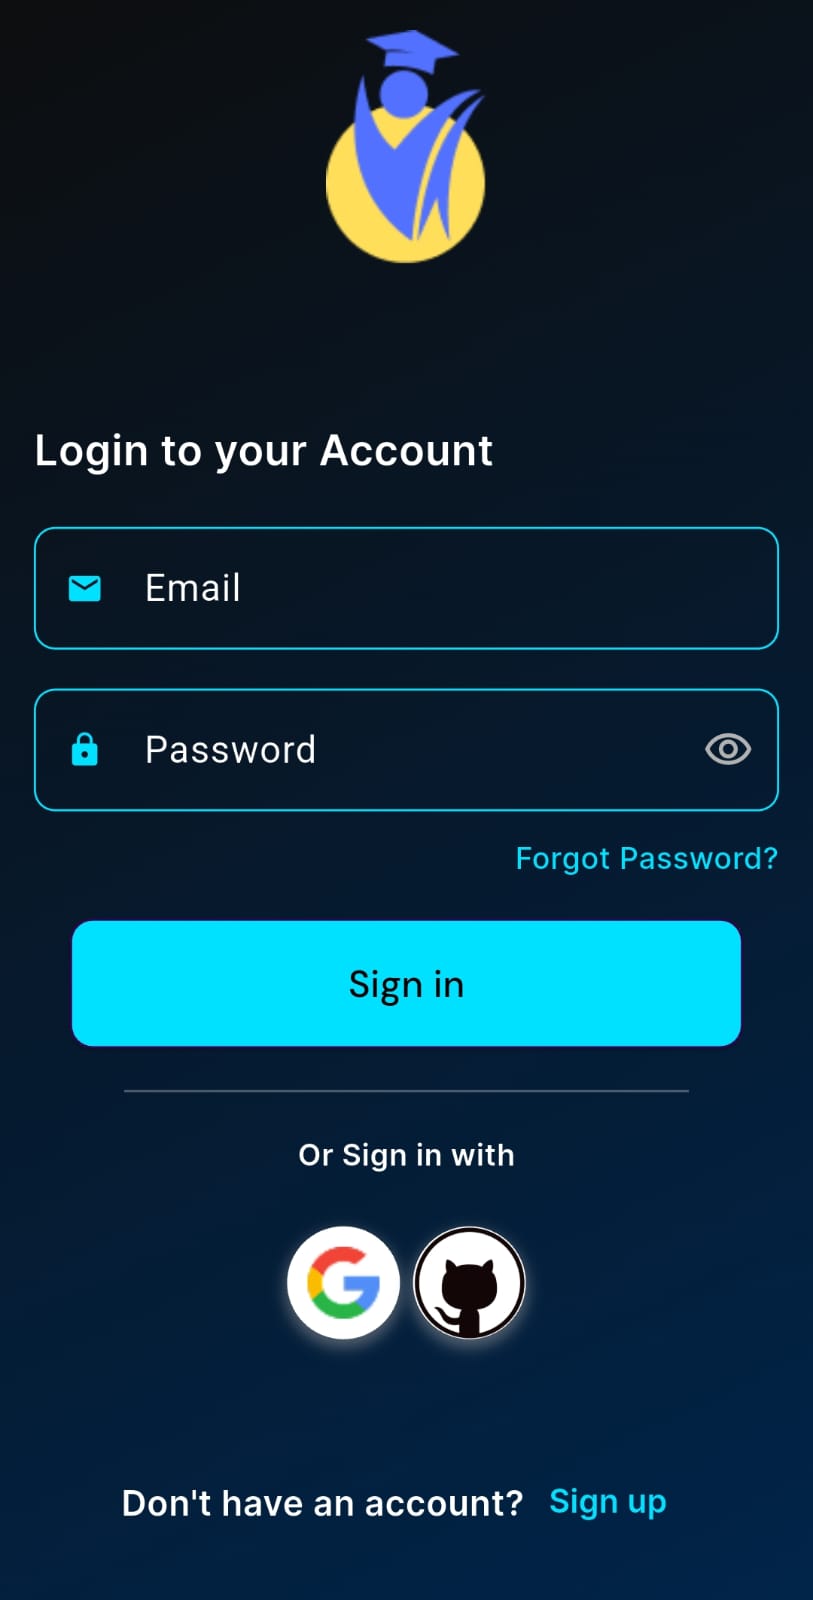 Login to your Account
Email
Password
Forgot Password?
Sign in
Or Sign in with
Don't have an account? Sign up